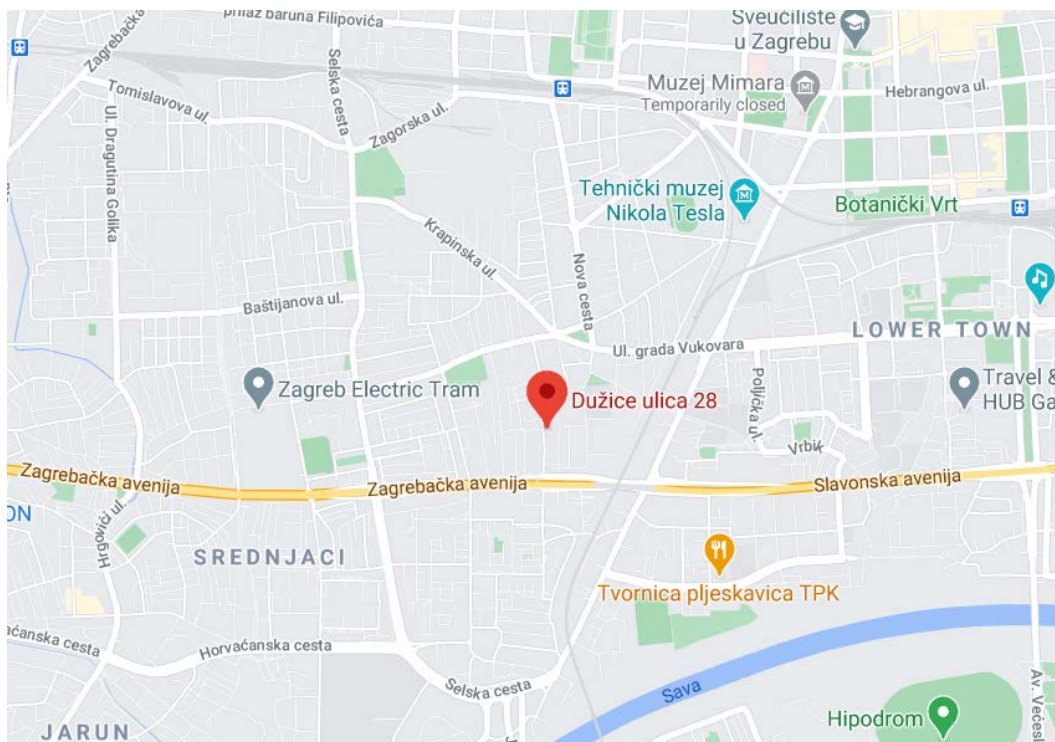 prilaz baruna Filipovića
Sveučilište
u Zagrebu
Zagrebačka
Selska cesta
Muzej Mimara
Temporarily closed
Hebrangova ul.
Tomislavova ul.
Zagorska ul.
Ul. Dragutina Golika
Tehnički muzej
Nikola Tesla
Botanički Vrt
Krapinska ul.
Nova cesta
Baštijanova ul.
LOWER TOWN
Ul. grada Vukovara
Zagreb Electric Tram
Dužice ulica 28
Poljička ul.
Travel &
HUB Ga
Vrbik
Zagrebačka avenija
Zagrebačka avenija
Slavonska avenija
ON
Hrgovići ul.
SREDNJACI
Tvornica pljeskavica TPK
vaćanska cesta
Horvaćanska cesta
Selska cesta
Sava
Av. Većesl
Hipodrom
JARUN